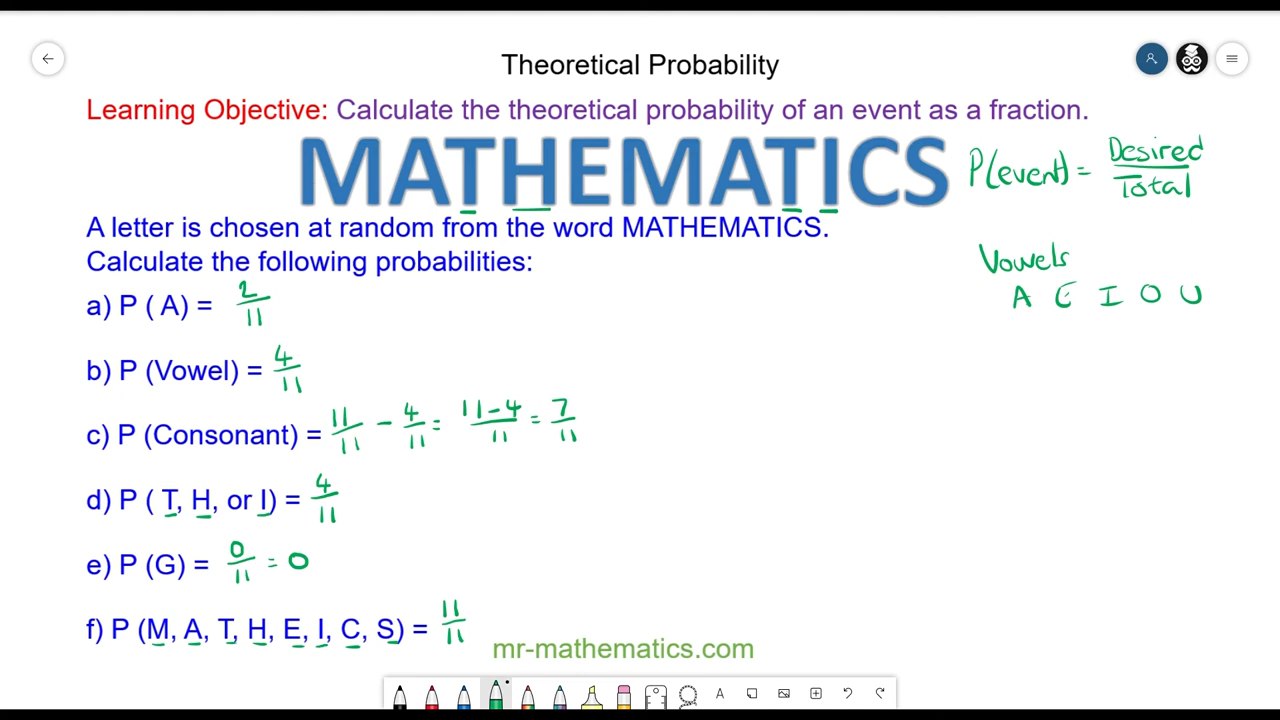 Theoretical Probability
Learning Objective: Calculate the theoretical probability of an event as a fraction.
MATHEMATICS
P(event) = Desired / Total
A letter is chosen at random from the word MATHEMATICS.
Calculate the following probabilities:
Vowels
A E I O U
a) P ( A) = 2/11
b) P (Vowel) = 4/11
c) P (Consonant) = 11/11 - 4/11 = 11-4/11 = 7/11
d) P ( T, H, or I) = 4/11
e) P (G) = 0/11 = 0
f) P (M, A, T, H, E, I, C, S) = 11/11
mr-mathematics.com
A